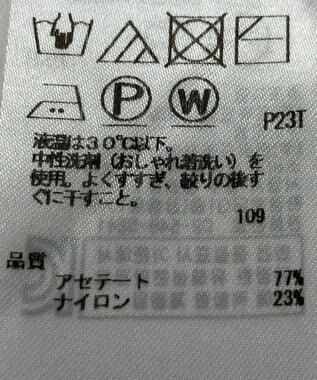 P W
P23T
液温は30℃以下。
中性洗剤(おしゃれ着洗い)を
使用。よくすすぎ、絞りの後す
ぐに干すこと。
109
品質
アセテート 77%
ナイロン 23%